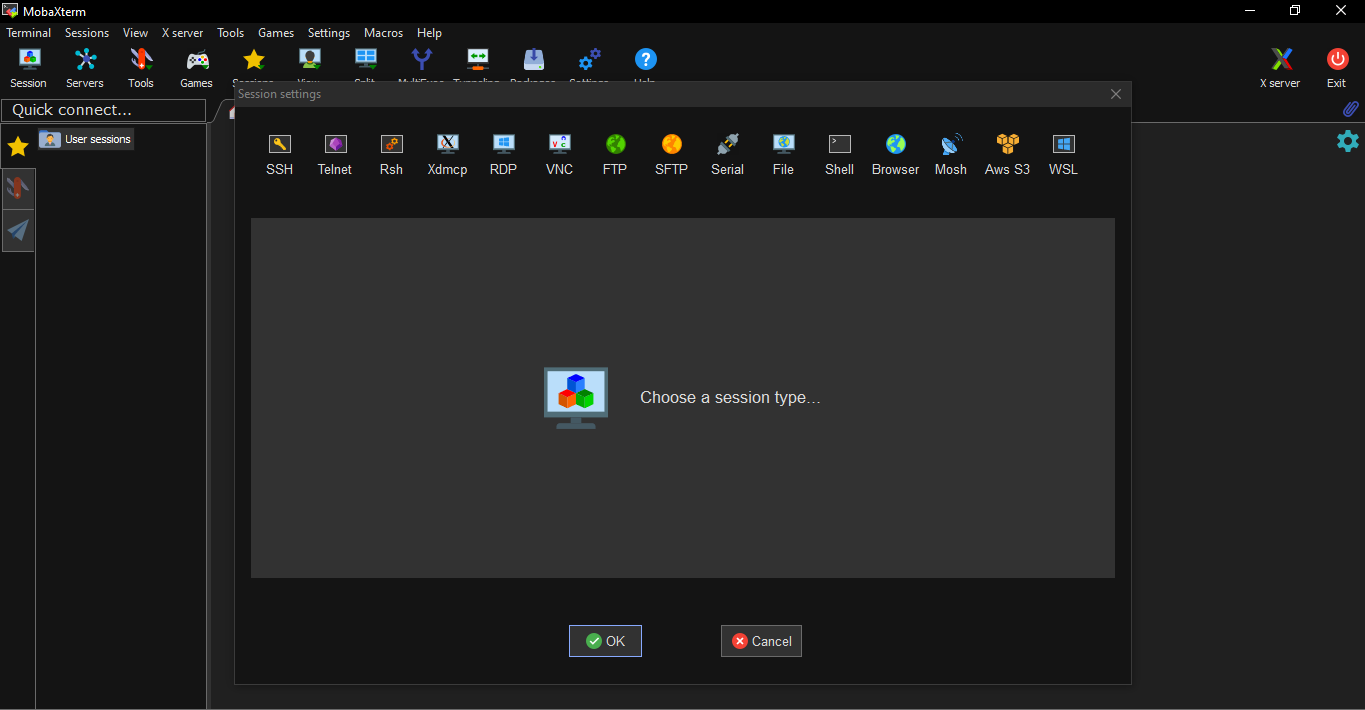 MobaXterm
Terminal Sessions View X server Tools Games Settings Macros Help
Session Servers Tools Games X server Exit
Quick connect...
Session settings
User sessions
SSH Telnet Rsh Xdmcp RDP VNC FTP SFTP Serial File Shell Browser Mosh Aws S3 WSL
Choose a session type...
OK Cancel